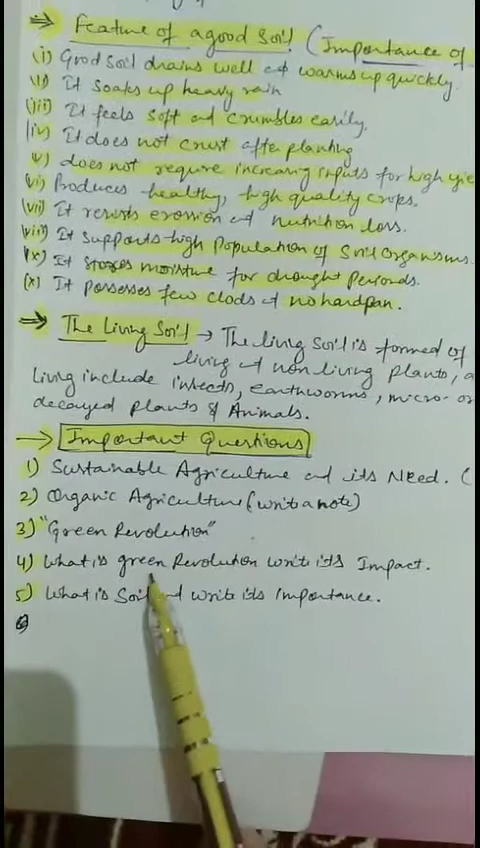 ⇒ Feature of a good soil (Importance of
(i) Good soil drains well & warms up quickly.
(ii) It soaks up heavy rain
(iii) It feels soft and crumbles easily.
(iv) It does not crust after planting
(v) does not require increasing inputs for high yie
(vi) Produces healthy, high quality crops.
(vii) It resists erossion & nutrition loss.
(viii) It supports high population of soil organisms.
(ix) It stores moisture for drought periods.
(x) It possesses few clods & no hardpan.
⇒ The Living Soil → The living soil is formed of
living & non living plants, a
living include insects, earthworms, micro-or
decayed plants & Animals.
→ Important Questions
1) Sustainable Agriculture and its Need. (
2) Organic Agriculture (write a note)
3) "Green Revolution"
4) What is green Revolution write its Impact.
5) What is Soil and write its Importance.